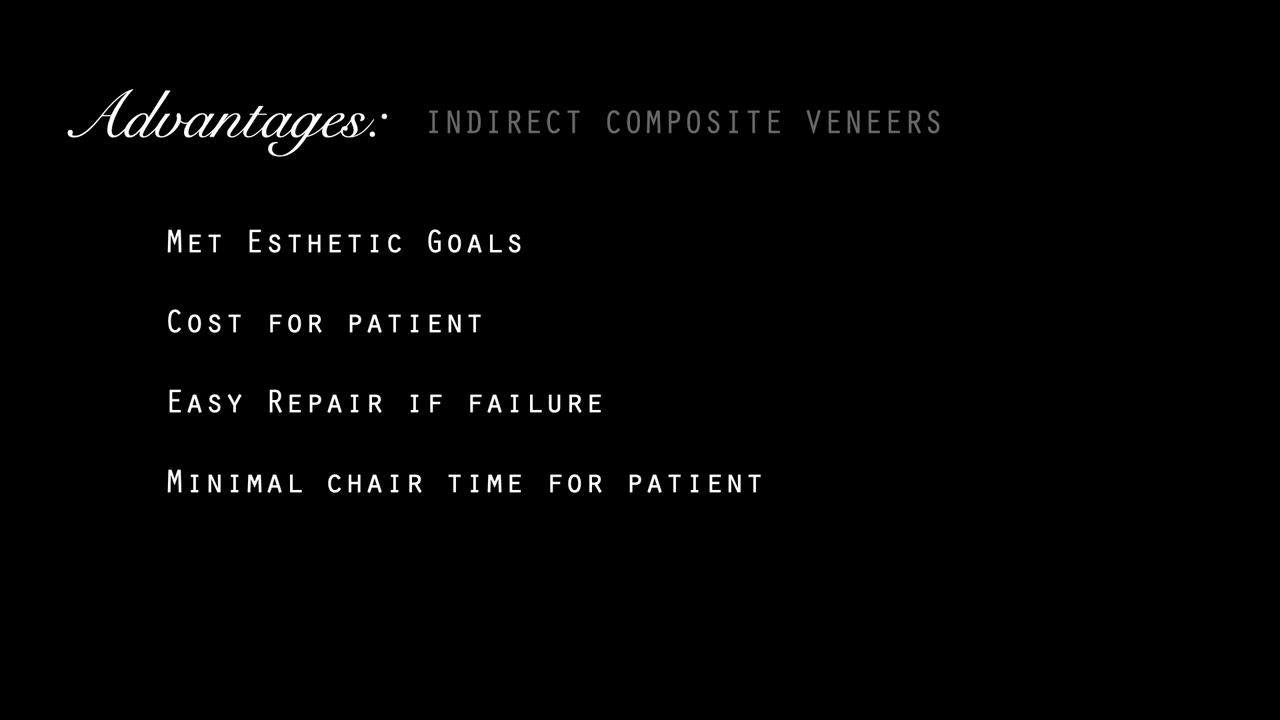 Advantages: INDIRECT COMPOSITE VENEERS
Met Esthetic Goals
Cost for patient
Easy Repair if failure
Minimal chair time for patient